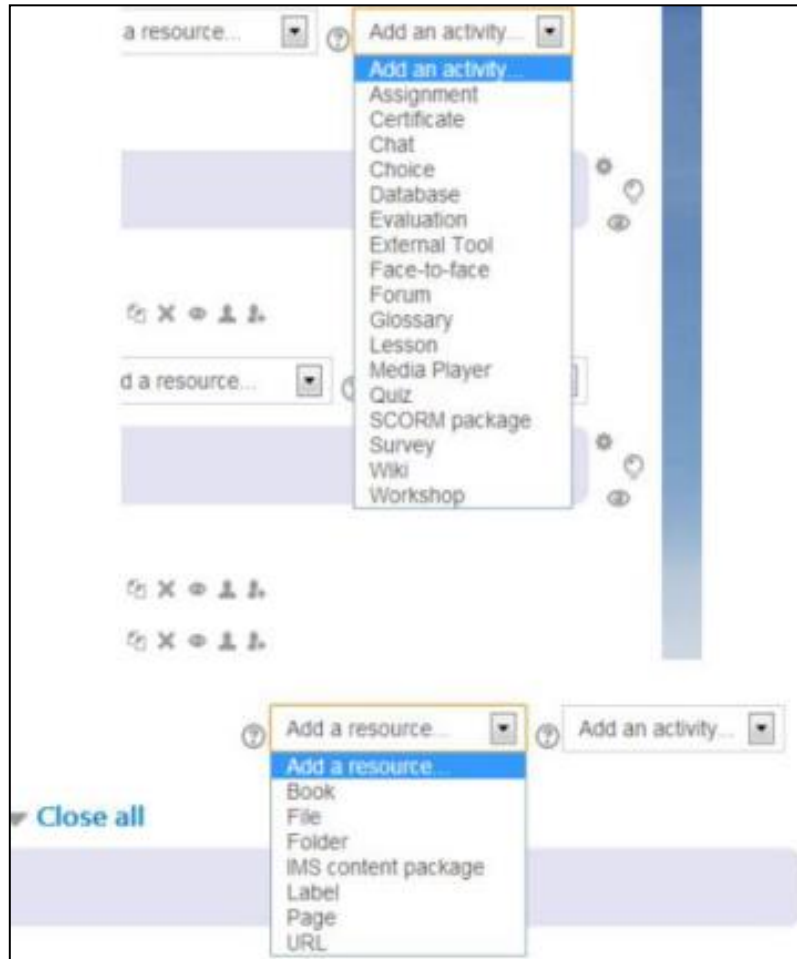 a resource... Add an activity...
Add an activity...
Assignment
Certificate
Chat
Choice
Database
Evaluation
External Tool
Face-to-face
Forum
Glossary
Lesson
Media Player
d a resource...
Quiz
SCORM package
Survey
Wiki
Workshop
Add a resource... Add an activity...
Add a resource...
Book
File
Close all
Folder
IMS content package
Label
Page
URL